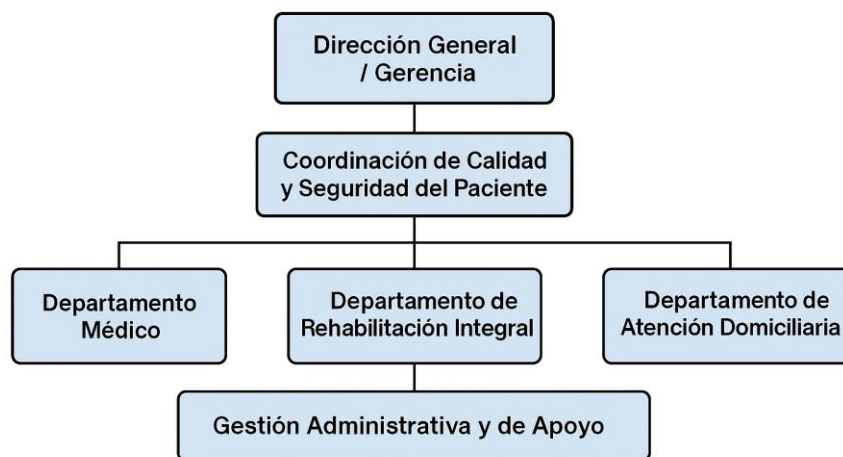 Dirección General
/ Gerencia
Coordinación de Calidad
y Seguridad del Paciente
Departamento
Médico
Departamento de
Rehabilitación Integral
Departamento de
Atención Domiciliaria
Gestión Administrativa y de Apoyo